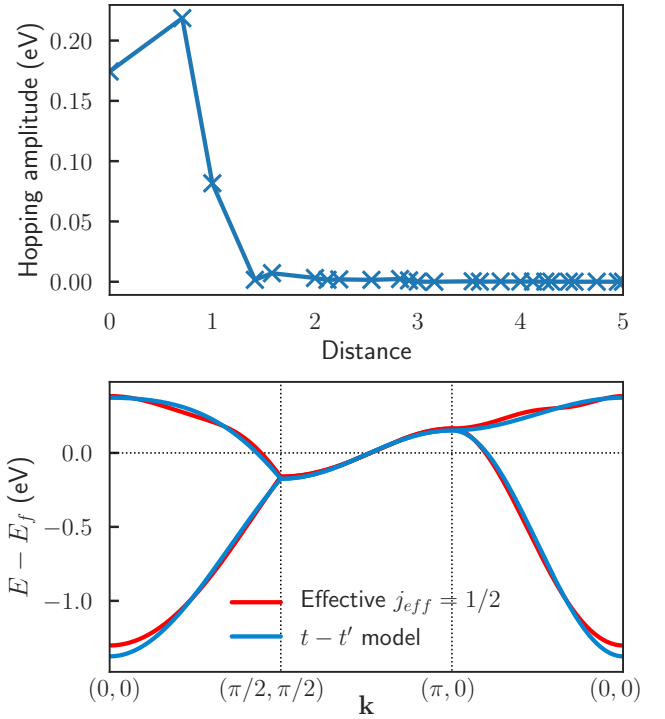 0.20
0.15
0.10
0.05
0.00
Hopping amplitude (eV)
0 1 2 3 4 5
Distance
0.0
−0.5
−1.0
E − E_f (eV)
Effective j_{eff} = 1/2
t − t′ model
(0, 0) (π/2, π/2) (π, 0) (0, 0)
k